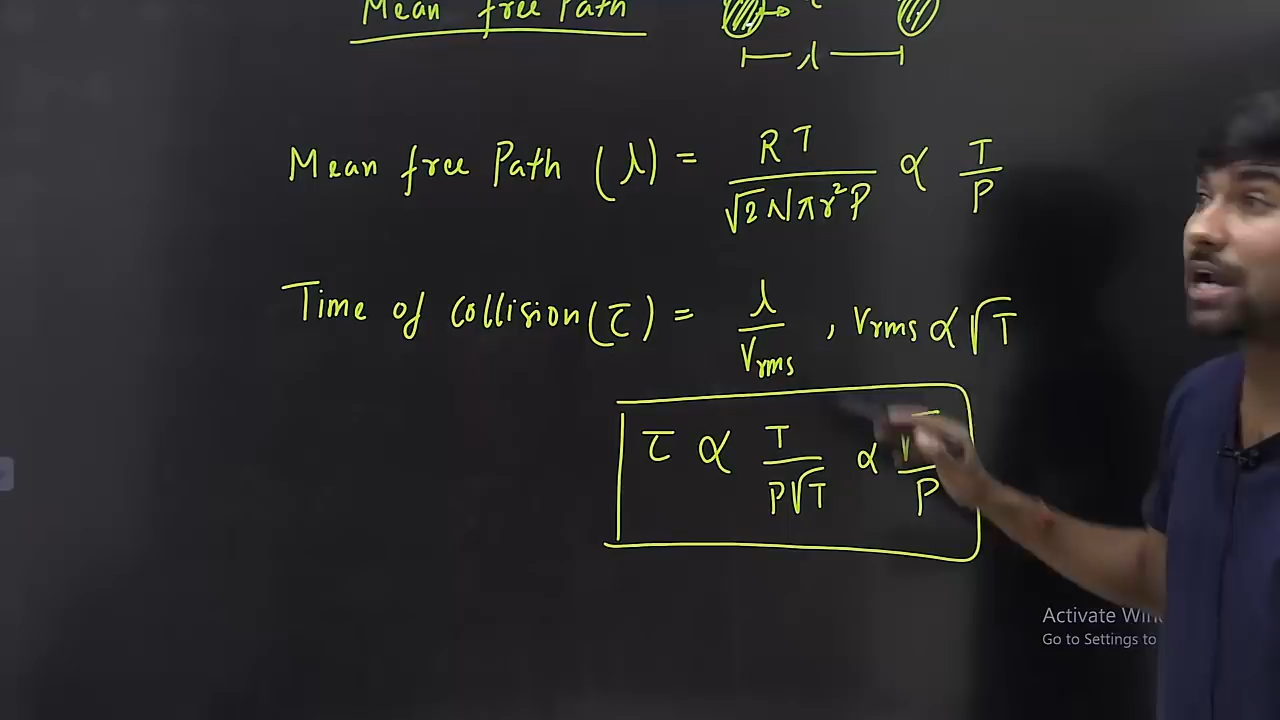 Mean free Path
λ
Mean free Path (λ) = RT / √2 Nπr²P ∝ T / P
Time of Collision (τ) = λ / Vrms , Vrms ∝ √T
τ ∝ T / P√T ∝ / P
Activate Win
Go to Settings to